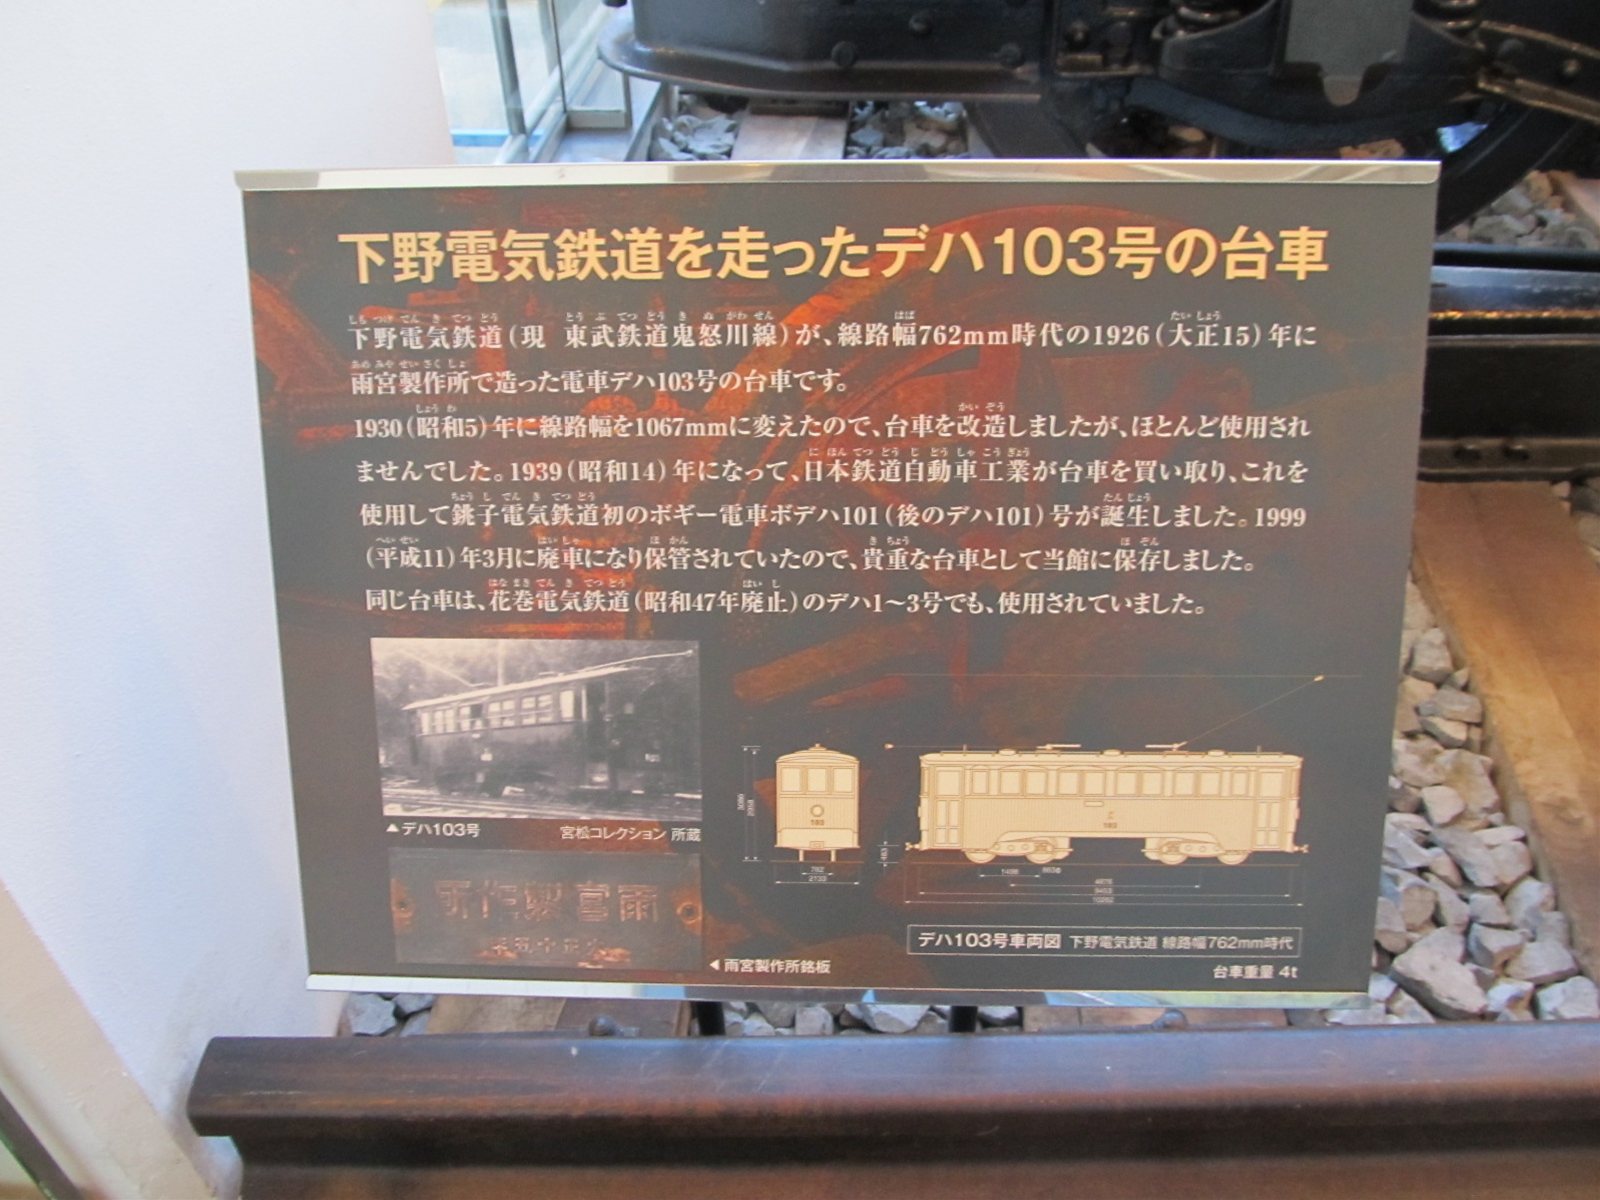 下野電気鉄道を走ったデハ103号の台車
下野電気鉄道(現 東武鉄道鬼怒川線)が、線路幅762mm時代の1926(大正15)年に
雨宮製作所で造った電車デハ103号の台車です。
1930(昭和5)年に線路幅を1067mmに変えたので、台車を改造しましたが、ほとんど使用され
ませんでした。1939(昭和14)年になって、日本鉄道自動車工業が台車を買い取り、これを
使用して銚子電気鉄道初のボギー電車ボデハ101(後のデハ101)号が誕生しました。1999
(平成11)年3月に廃車になり保管されていたので、貴重な台車として当館に保存しました。
同じ台車は、花巻電気鉄道(昭和47年廃止)のデハ1〜3号でも、使用されていました。
▲デハ103号 宮松コレクション 所蔵
所作製宮雨
◀雨宮製作所銘板
103
103
762
2133
デハ103号車両図 下野電気鉄道 線路幅762mm時代
台車重量 4t